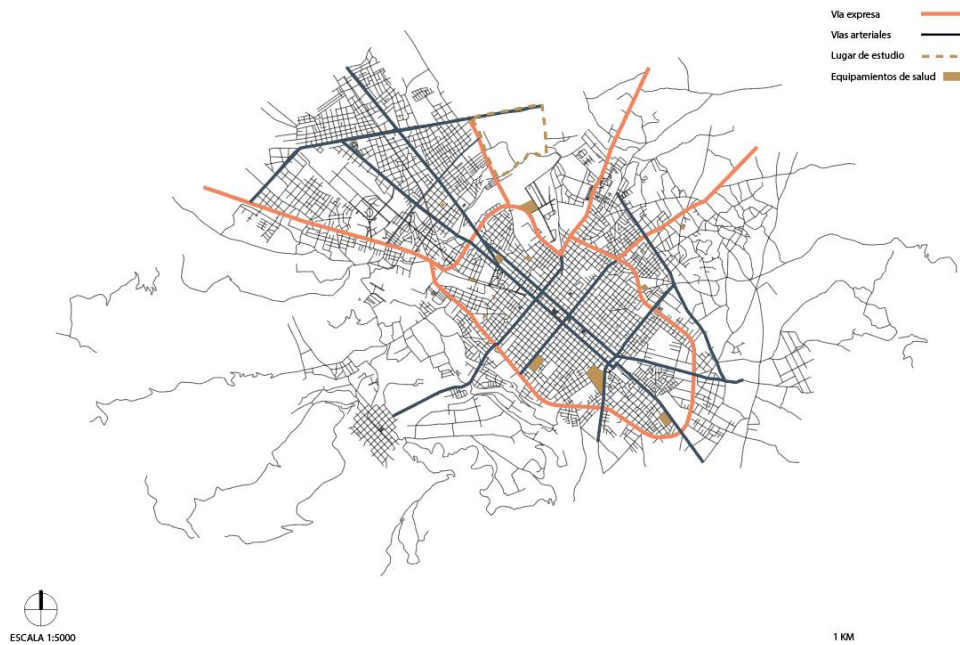 Vía expresa
Vías arteriales
Lugar de estudio
Equipamientos de salud
ESCALA 1:5000
1 KM